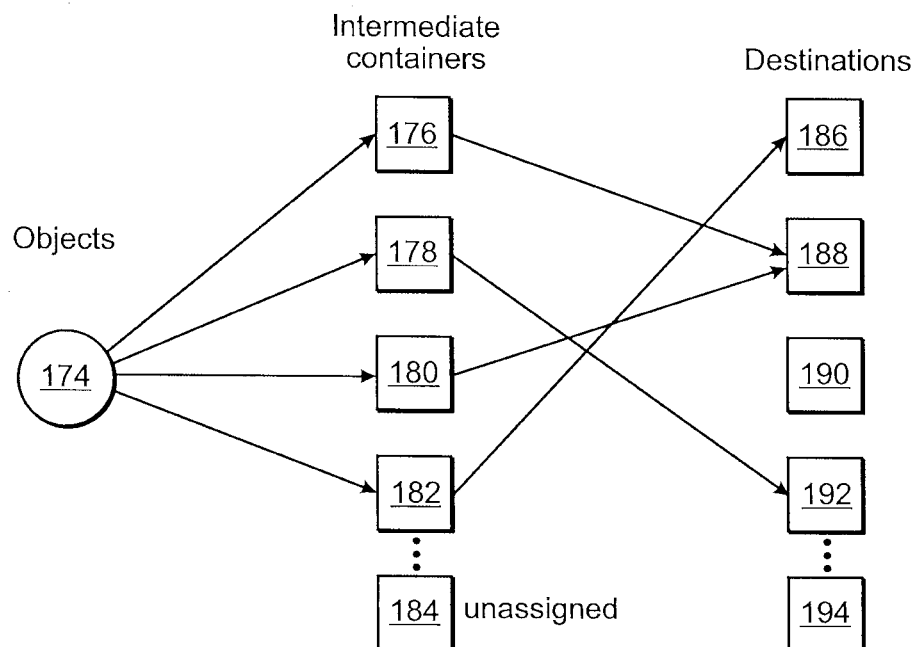 Intermediate
containers
Destinations
176
186
Objects
178
188
174
180
190
182
192
184 unassigned
194